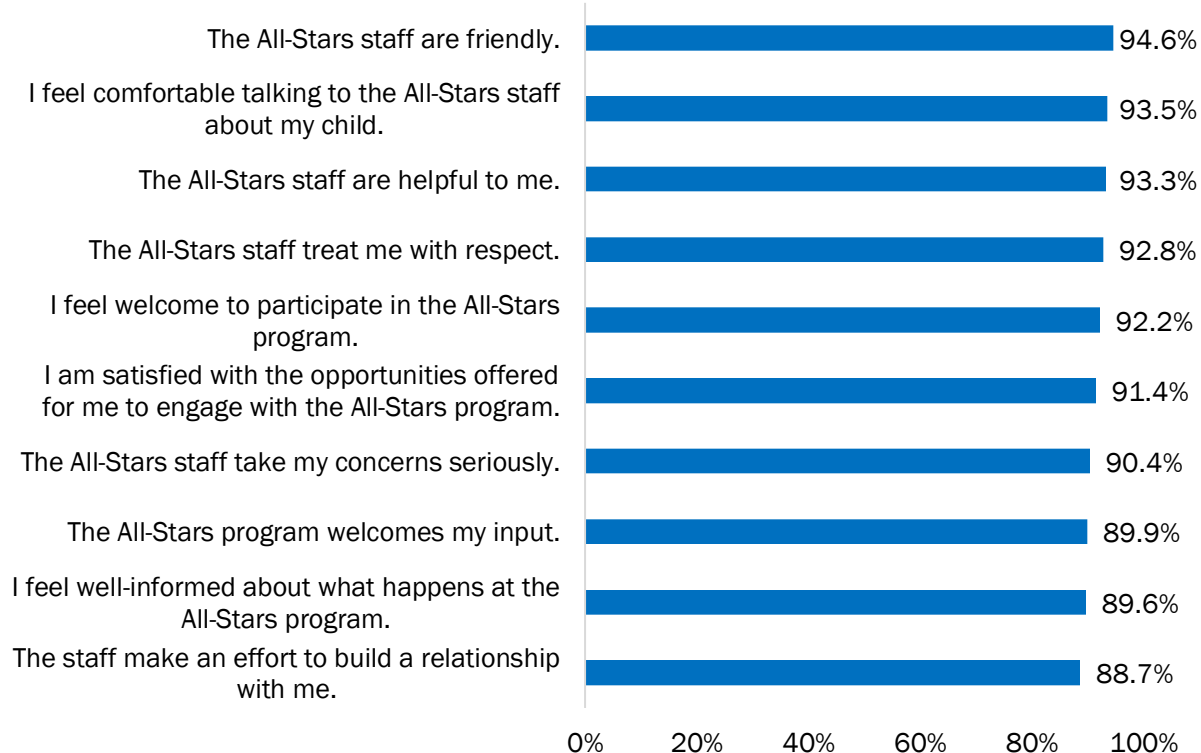 The All-Stars staff are friendly.
94.6%
I feel comfortable talking to the All-Stars staff
about my child.
93.5%
The All-Stars staff are helpful to me.
93.3%
The All-Stars staff treat me with respect.
92.8%
I feel welcome to participate in the All-Stars
program.
92.2%
I am satisfied with the opportunities offered
for me to engage with the All-Stars program.
91.4%
The All-Stars staff take my concerns seriously.
90.4%
The All-Stars program welcomes my input.
89.9%
I feel well-informed about what happens at the
All-Stars program.
89.6%
The staff make an effort to build a relationship
with me.
88.7%
0% 20% 40% 60% 80% 100%